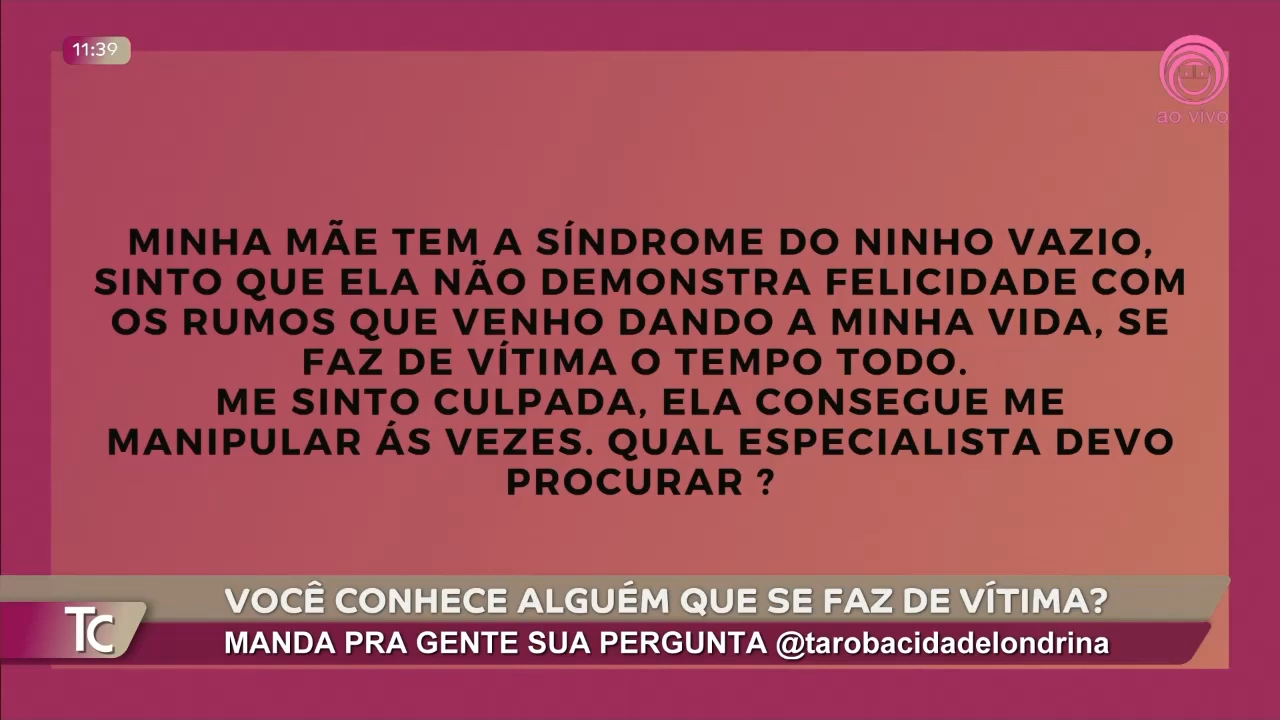 11:39
ao vivo
MINHA MÃE TEM A SÍNDROME DO NINHO VAZIO,
SINTO QUE ELA NÃO DEMONSTRA FELICIDADE COM
OS RUMOS QUE VENHO DANDO A MINHA VIDA, SE
FAZ DE VÍTIMA O TEMPO TODO.
ME SINTO CULPADA, ELA CONSEGUE ME
MANIPULAR ÁS VEZES. QUAL ESPECIALISTA DEVO
PROCURAR ?
VOCÊ CONHECE ALGUÉM QUE SE FAZ DE VÍTIMA?
TC
MANDA PRA GENTE SUA PERGUNTA @tarobacidadelondrina